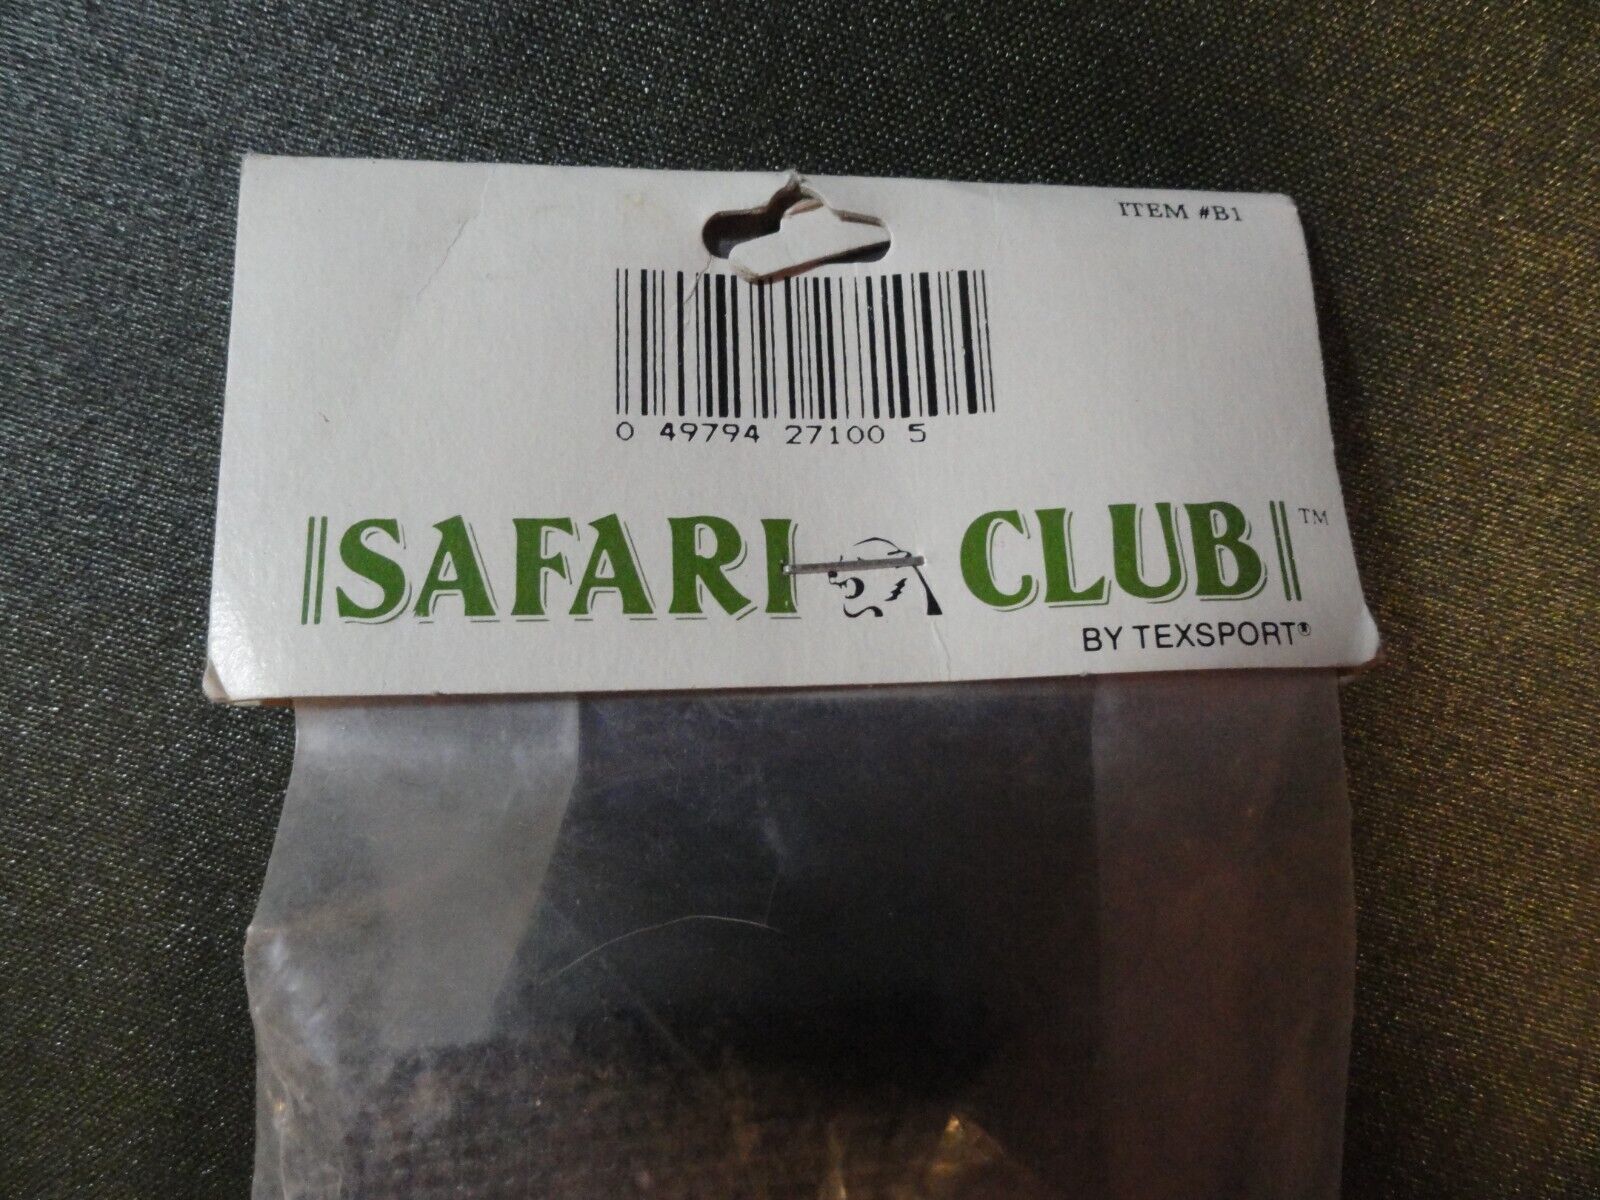 ITEM #B1
0 49794 27100 5
SAFARI CLUB™
BY TEXSPORT®